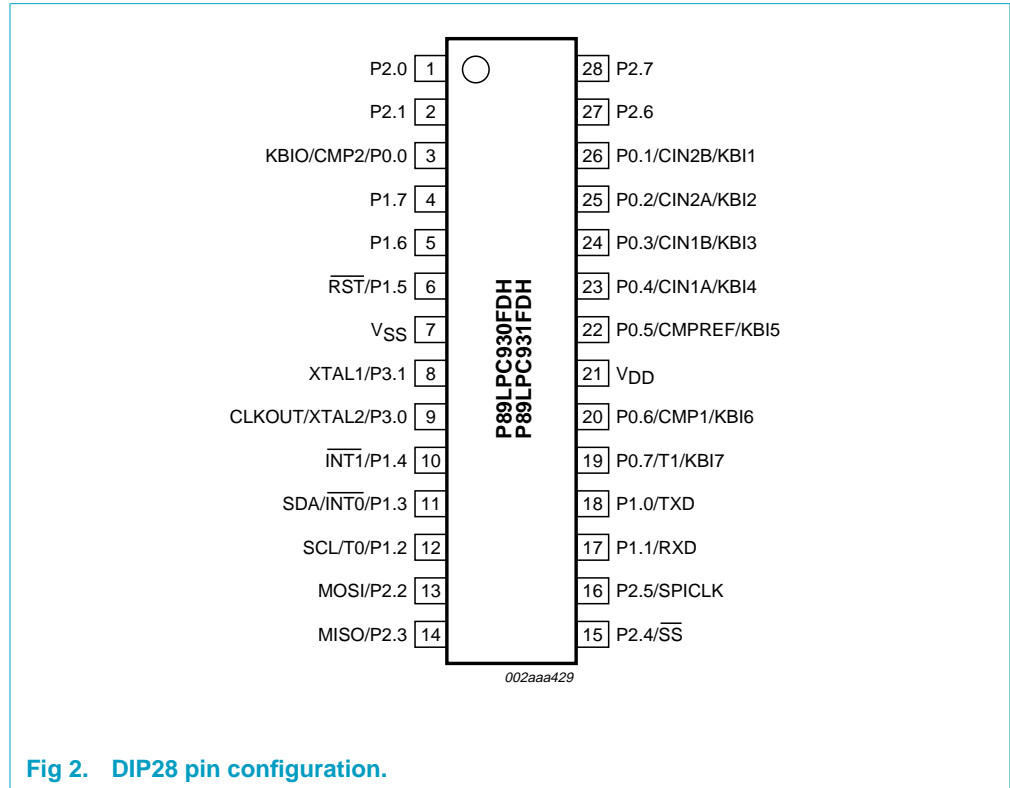 P2.0 1 28 P2.7
P2.1 2 27 P2.6
KBIO/CMP2/P0.0 3 26 P0.1/CIN2B/KBI1
P1.7 4 25 P0.2/CIN2A/KBI2
P1.6 5 24 P0.3/CIN1B/KBI3
R̅S̅T̅/P1.5 6 23 P0.4/CIN1A/KBI4
VSS 7 22 P0.5/CMPREF/KBI5
XTAL1/P3.1 8 21 VDD
CLKOUT/XTAL2/P3.0 9 20 P0.6/CMP1/KBI6
I̅N̅T̅1̅/P1.4 10 19 P0.7/T1/KBI7
SDA/I̅N̅T̅0̅/P1.3 11 18 P1.0/TXD
SCL/T0/P1.2 12 17 P1.1/RXD
MOSI/P2.2 13 16 P2.5/SPICLK
MISO/P2.3 14 15 P2.4/S̅S̅
P89LPC930FDH
P89LPC931FDH
002aaa429
Fig 2. DIP28 pin configuration.